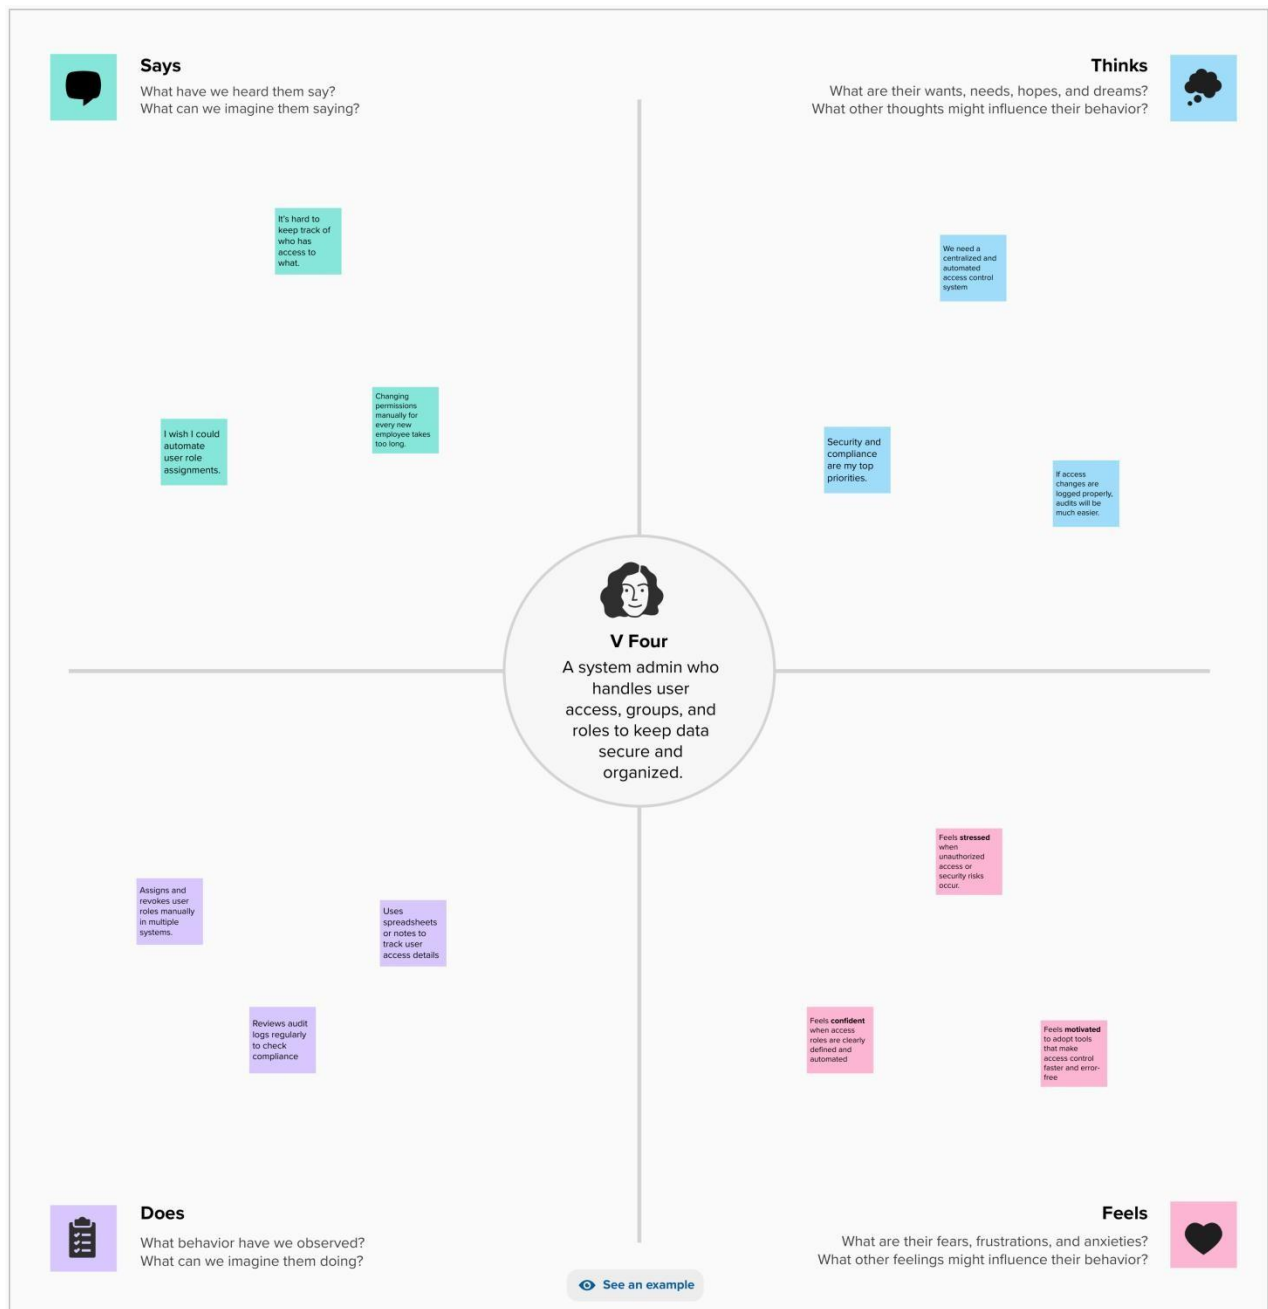 Says
What have we heard them say?
What can we imagine them saying?
Thinks
What are their wants, needs, hopes, and dreams?
What other thoughts might influence their behavior?
It's hard to
keep track of
who has
access to
what.
I wish I could
automate
user role
assignments.
Changing
permissions
manually for
every new
employee takes
too long.
We need a
centralized and
automated
access control
system
Security and
compliance
are my top
priorities.
If access
changes are
logged properly,
audits will be
much easier.
V Four
A system admin who
handles user
access, groups, and
roles to keep data
secure and
organized.
Assigns and
revokes user
roles manually
in multiple
systems.
Uses
spreadsheets
or notes to
track user
access details
Reviews audit
logs regularly
to check
compliance
Feels stressed
when
unauthorized
access or
security risks
occur.
Feels confident
when access
roles are clearly
defined and
automated
Feels motivated
to adopt tools
that make
access control
faster and error-
free
Does
What behavior have we observed?
What can we imagine them doing?
Feels
What are their fears, frustrations, and anxieties?
What other feelings might influence their behavior?
See an example